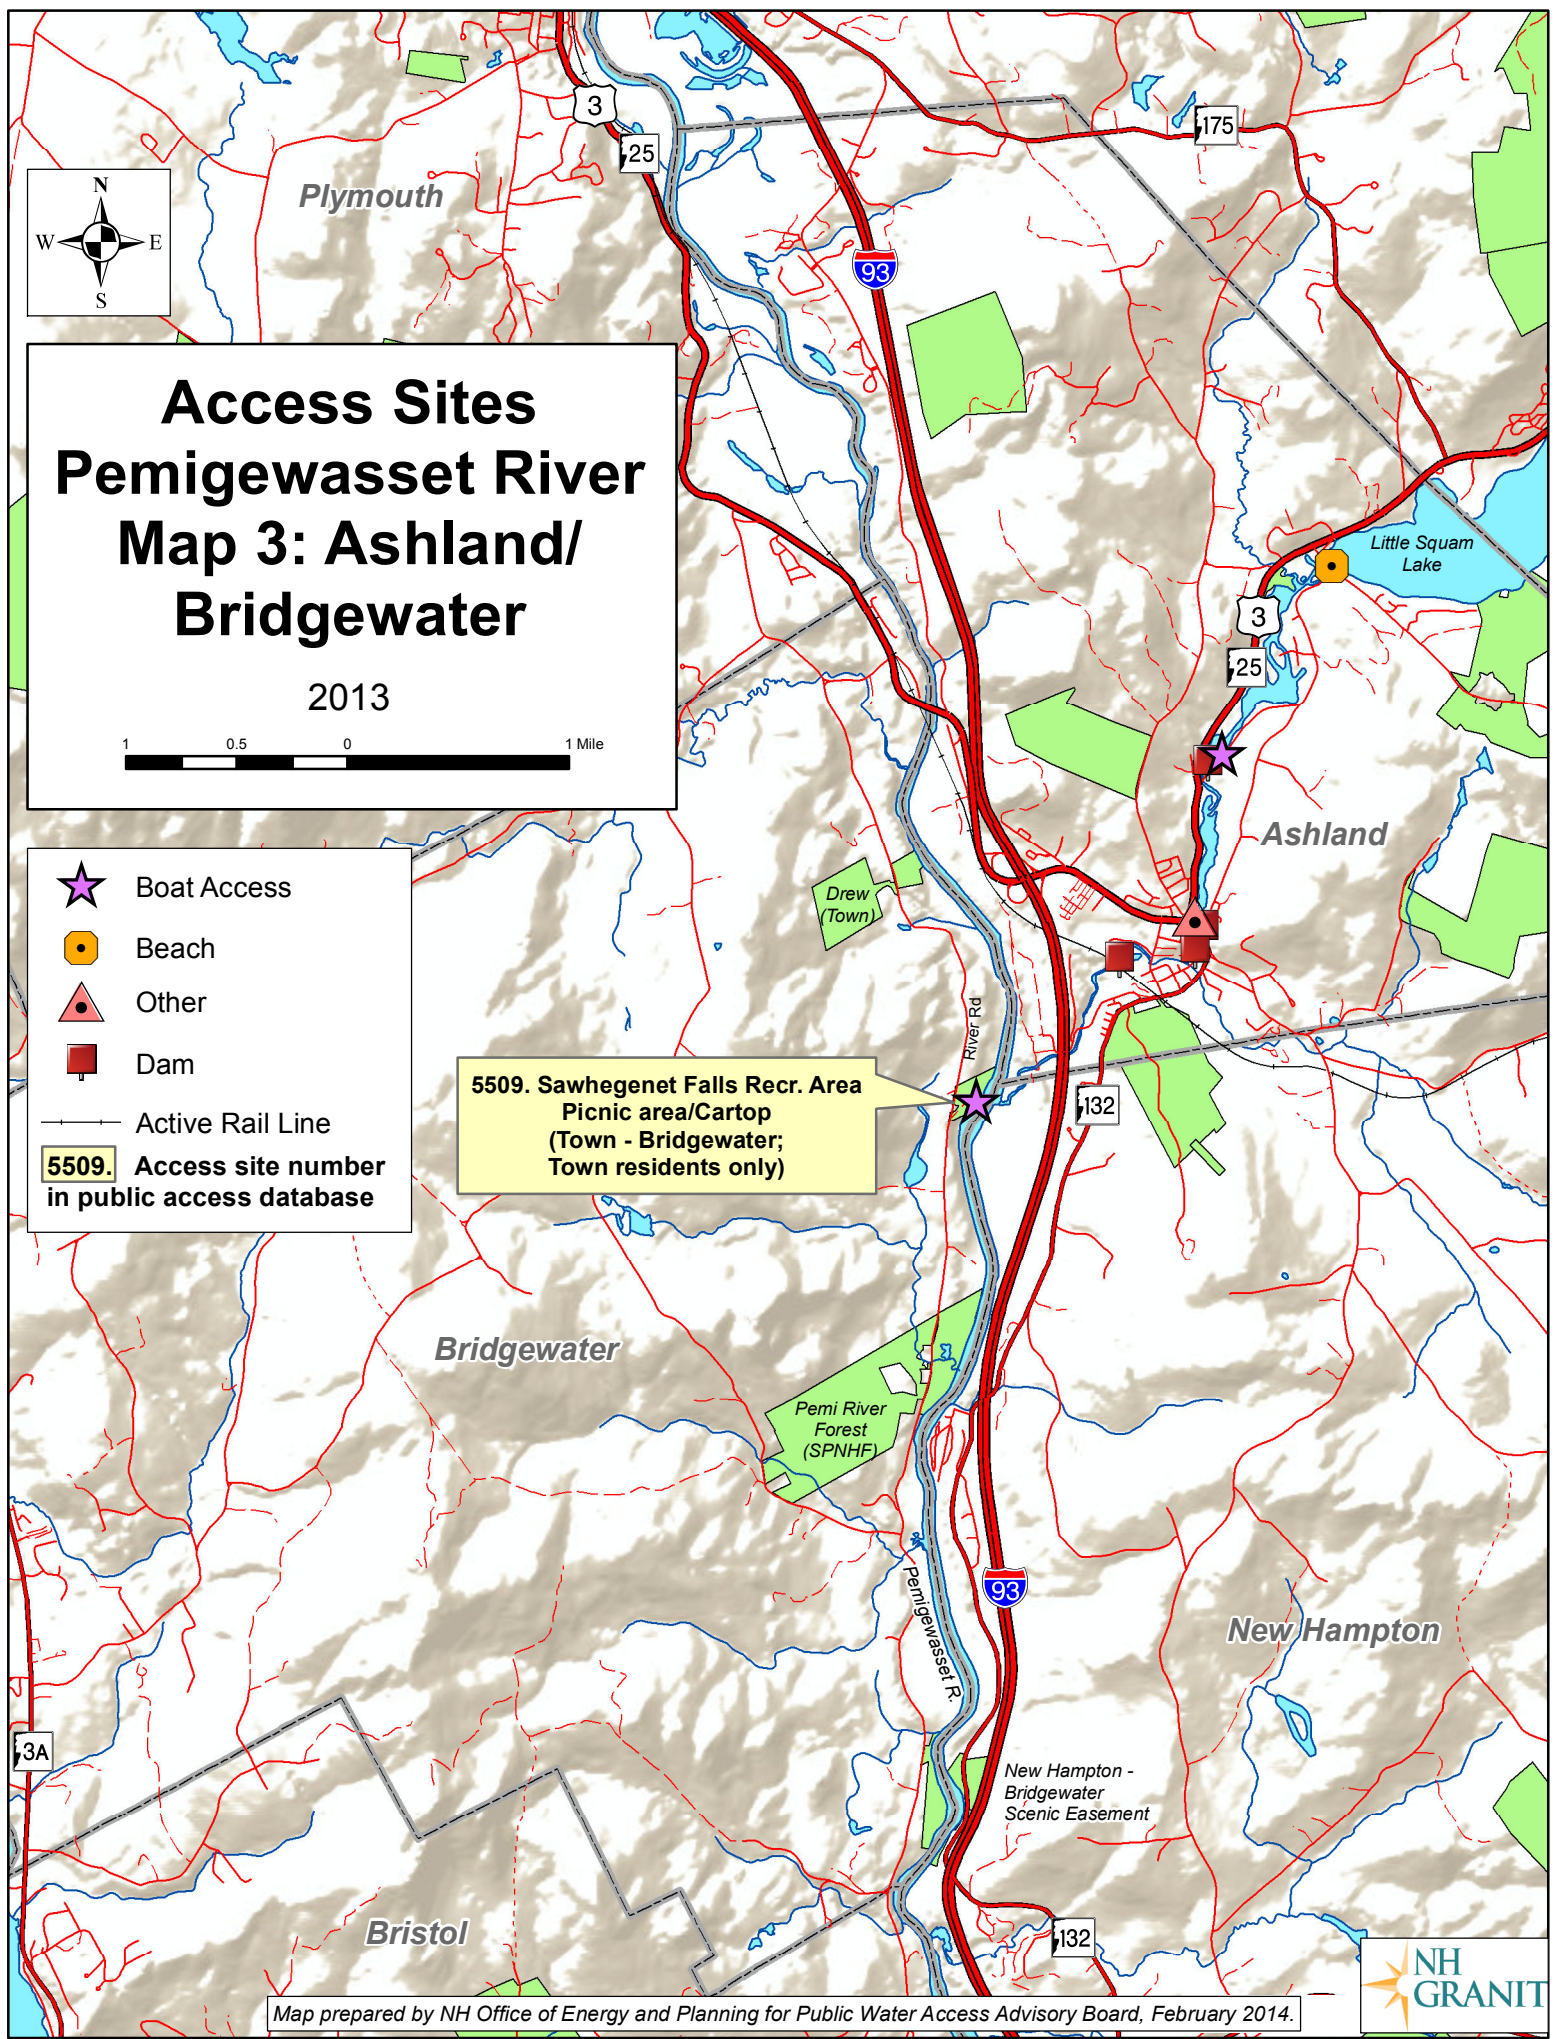 3
25
175
Plymouth
N
W E
S
93
Access Sites
Pemigewasset River
Map 3: Ashland/
Bridgewater
2013
1 0.5 0 1 Mile
Little Squam
Lake
3
25
Ashland
Boat Access
Beach
Other
Dam
Active Rail Line
5509. Access site number
in public access database
Drew
(Town)
River Rd
5509. Sawhegenet Falls Recr. Area
Picnic area/Cartop
(Town - Bridgewater;
Town residents only)
132
Bridgewater
Pemi River
Forest
(SPNHF)
93
Pemigewasset R.
New Hampton
3A
New Hampton -
Bridgewater
Scenic Easement
Bristol
132
NH
GRANIT
Map prepared by NH Office of Energy and Planning for Public Water Access Advisory Board, February 2014.